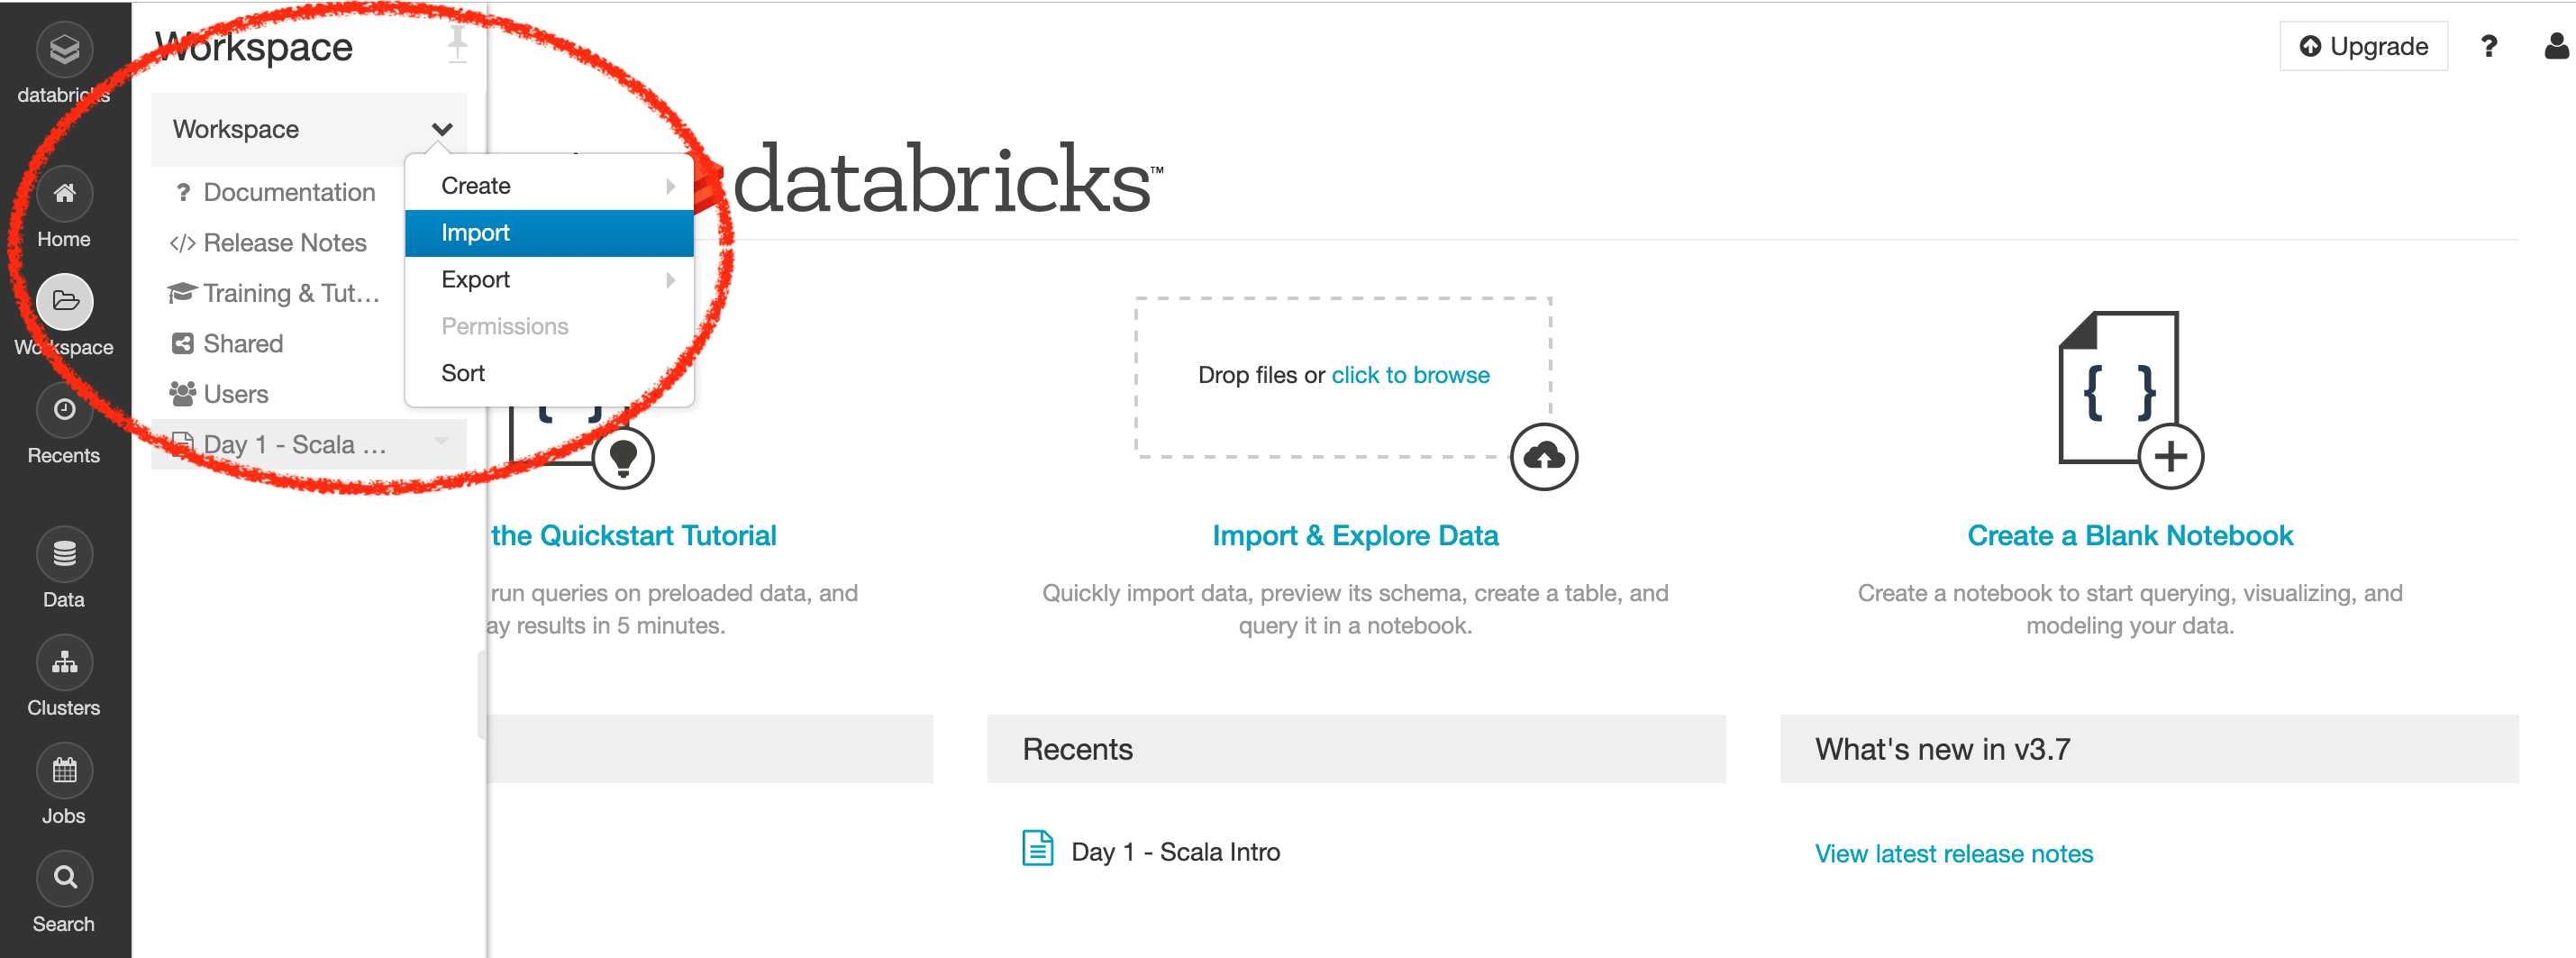 databricks
Home
Workspace
Recents
Data
Clusters
Jobs
Search
Workspace
Workspace
? Documentation
</> Release Notes
Training & Tut...
Shared
Users
Day 1 - Scala ...
Create
Import
Export
Permissions
Sort
Upgrade
?
databricks™
{ }
the Quickstart Tutorial
run queries on preloaded data, and
ay results in 5 minutes.
Drop files or click to browse
Import & Explore Data
Quickly import data, preview its schema, create a table, and
query it in a notebook.
{ }
Create a Blank Notebook
Create a notebook to start querying, visualizing, and
modeling your data.
Recents
Day 1 - Scala Intro
What's new in v3.7
View latest release notes